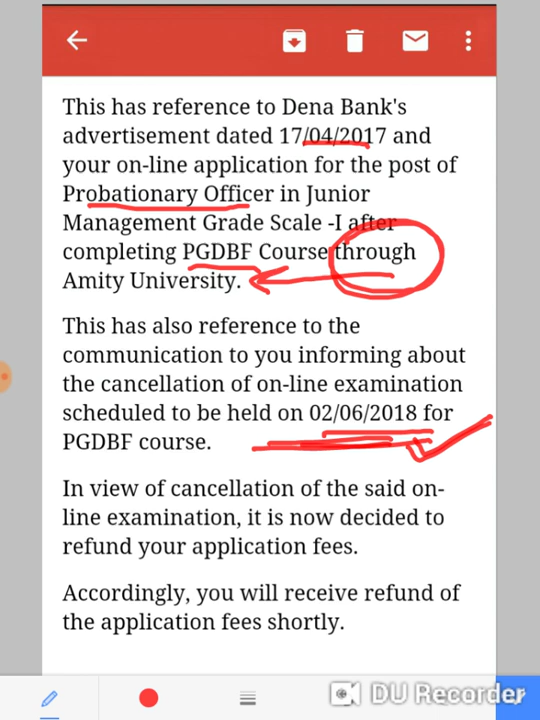 This has reference to Dena Bank's
advertisement dated 17/04/2017 and
your on-line application for the post of
Probationary Officer in Junior
Management Grade Scale -I after
completing PGDBF Course through
Amity University.
This has also reference to the
communication to you informing about
the cancellation of on-line examination
scheduled to be held on 02/06/2018 for
PGDBF course.
In view of cancellation of the said on-
line examination, it is now decided to
refund your application fees.
Accordingly, you will receive refund of
the application fees shortly.
DU Recorder